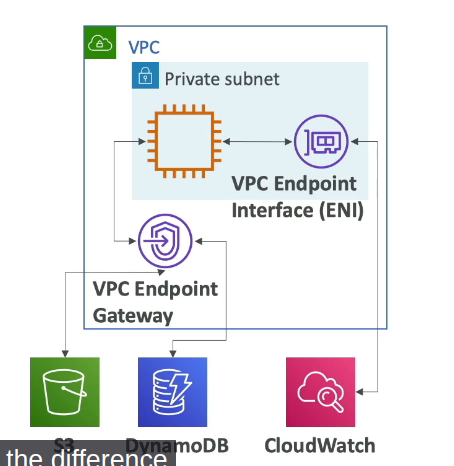 VPC
Private subnet
VPC Endpoint
Interface (ENI)
VPC Endpoint
Gateway
S3
DynamoDB
CloudWatch
the difference